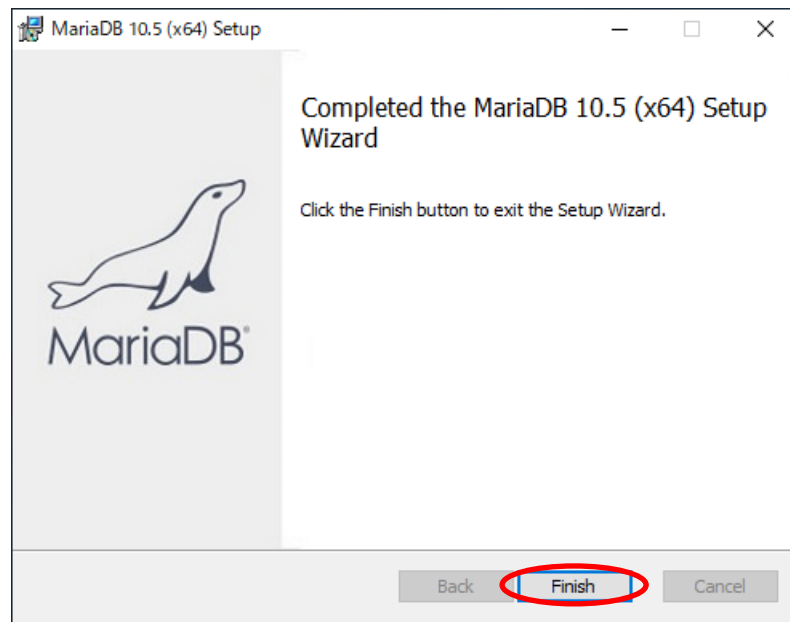 MariaDB 10.5 (x64) Setup
Completed the MariaDB 10.5 (x64) Setup
Wizard
Click the Finish button to exit the Setup Wizard.
MariaDB®
Back
Finish
Cancel